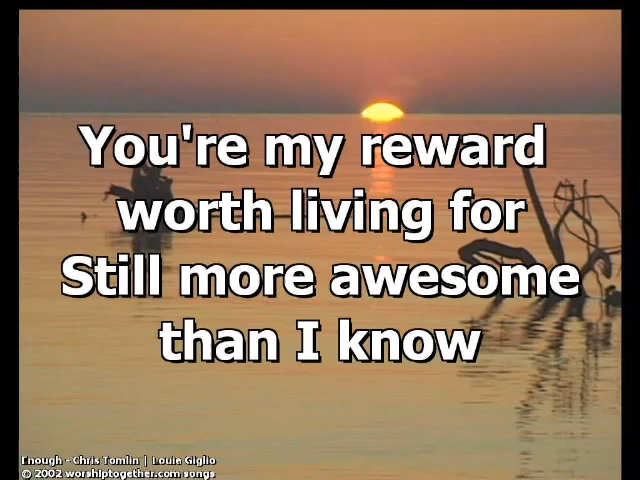 You're my reward
worth living for
Still more awesome
than I know
Enough - Chris Tomlin | Louie Giglio
© 2002 worshiptogether.com songs